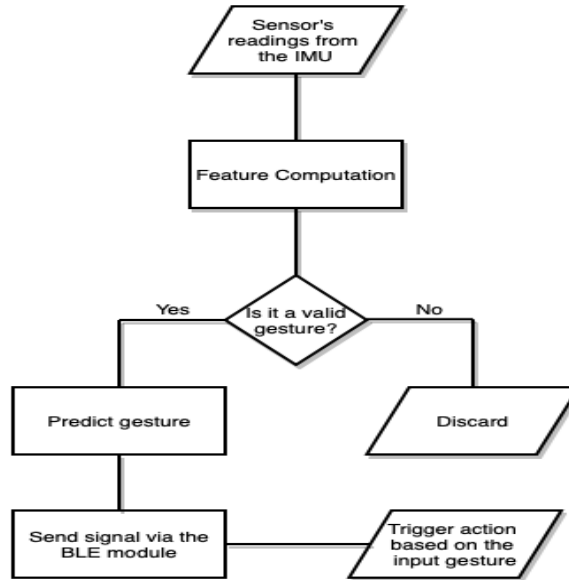 Sensor's
readings from
the IMU
Feature Computation
Yes
Is it a valid
gesture?
No
Predict gesture
Discard
Send signal via the
BLE module
Trigger action
based on the
input gesture